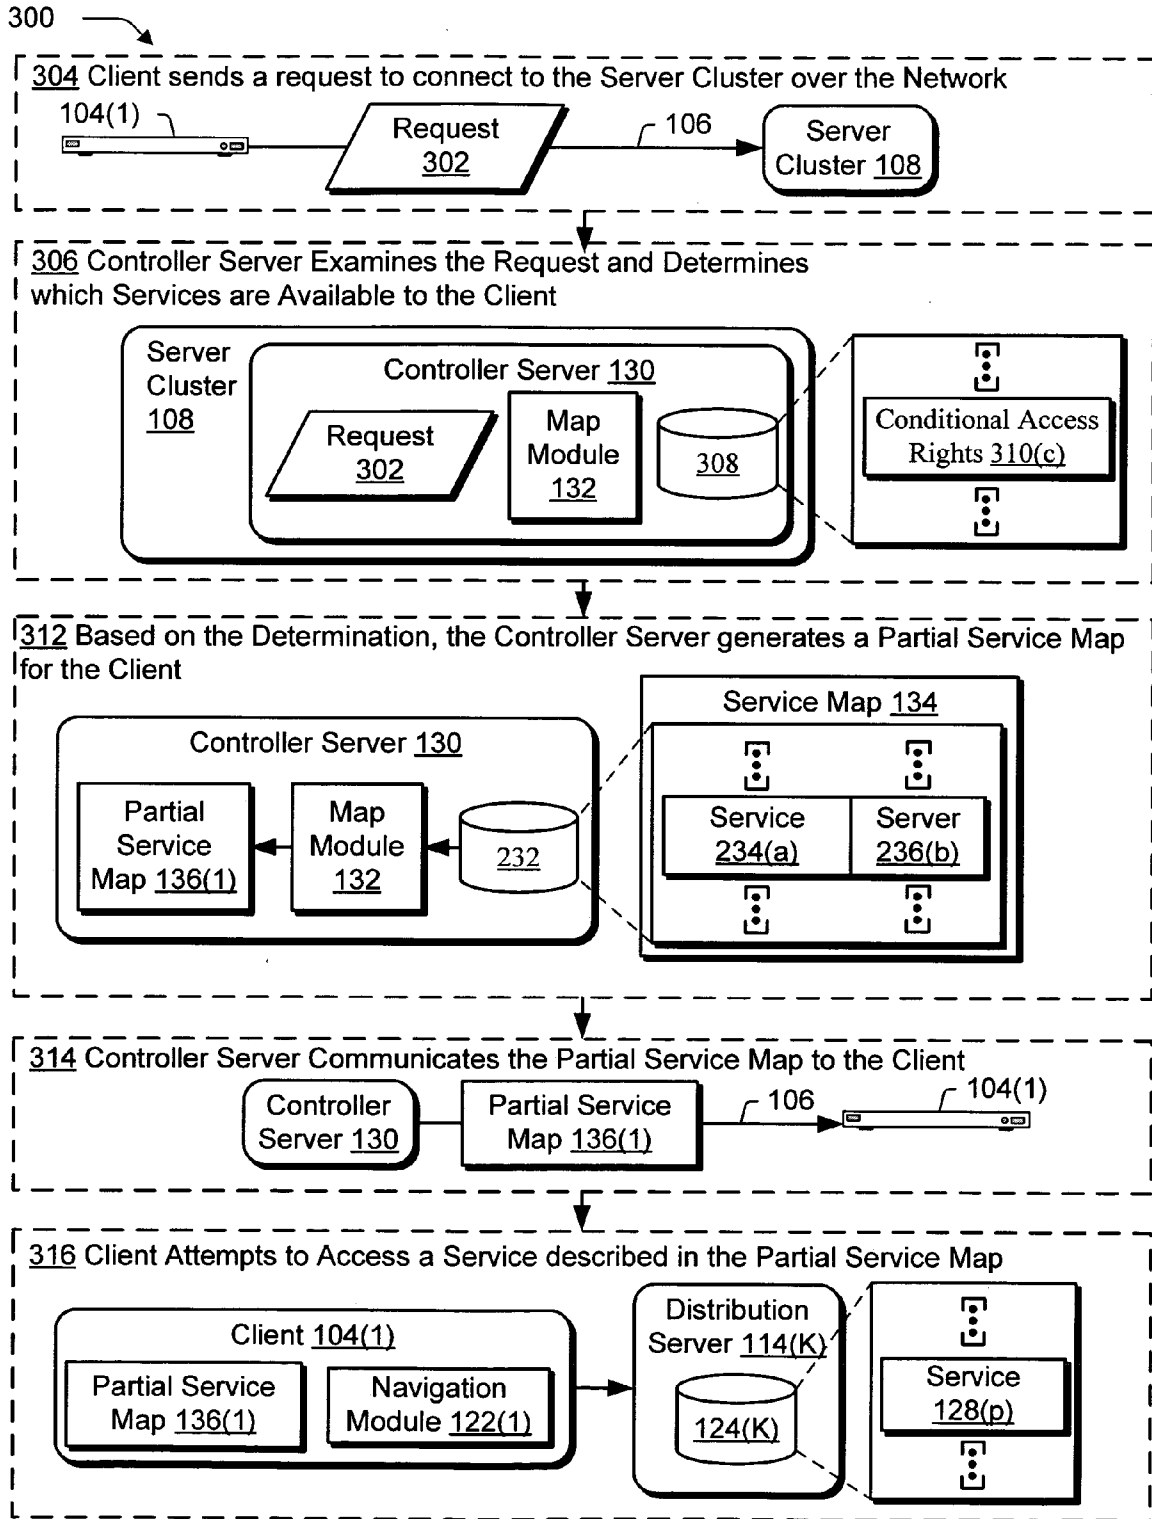 300
304 Client sends a request to connect to the Server Cluster over the Network
104(1)
Request
302
106
Server
Cluster 108
306 Controller Server Examines the Request and Determines
which Services are Available to the Client
Server
Cluster
108
Controller Server 130
Request
302
Map
Module
132
308
Conditional Access
Rights 310(c)
312 Based on the Determination, the Controller Server generates a Partial Service Map
for the Client
Controller Server 130
Partial
Service
Map 136(1)
Map
Module
132
232
Service Map 134
Service
234(a)
Server
236(b)
314 Controller Server Communicates the Partial Service Map to the Client
Controller
Server 130
Partial Service
Map 136(1)
106
104(1)
316 Client Attempts to Access a Service described in the Partial Service Map
Client 104(1)
Partial Service
Map 136(1)
Navigation
Module 122(1)
Distribution
Server 114(K)
124(K)
Service
128(p)